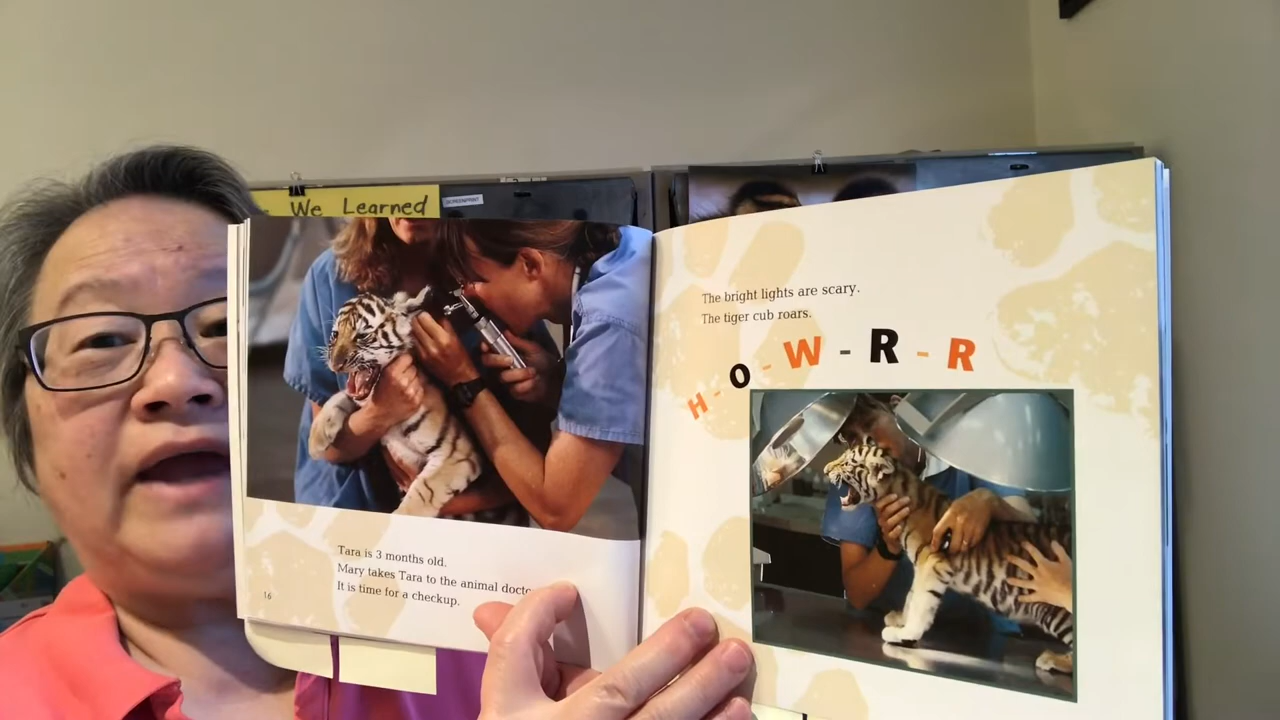 We Learned
Tara is 3 months old.
Mary takes Tara to the animal
It is time for a checkup.
16
The bright lights are scary.
The tiger cub roars.
H-O-W-R-R